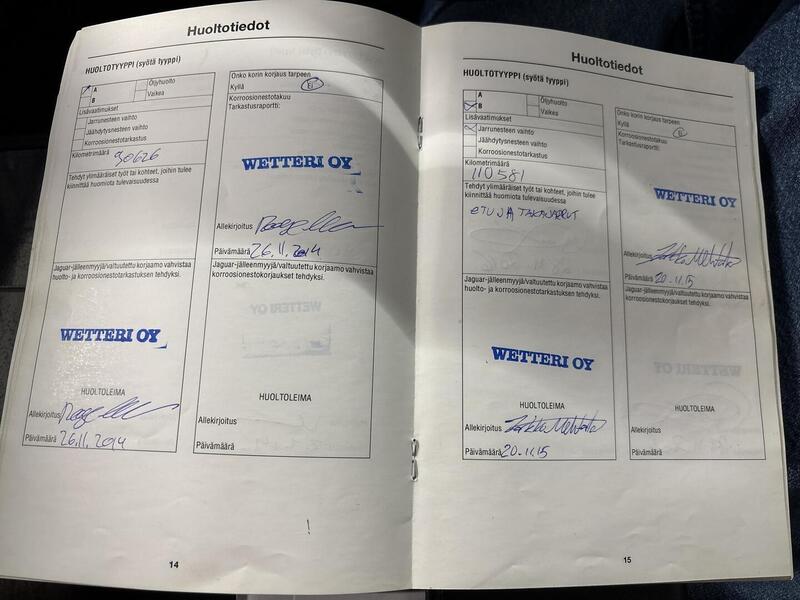 Huoltotiedot
HUOLTOTYYPPI (syötä tyyppi)
A
B
Öljyhuolto
Vaikea
Lisävaatimukset
Jarrunesteen vaihto
Jäähdytysnesteen vaihto
Korroosionestotarkastus
Kilometrimäärä 90626
Tehdyt ylimääräiset työt tai kohteet, joihin tulee
kiinnittää huomiota tulevaisuudessa
Jaguar-jälleenmyyjä/valtuutettu korjaamo vahvistaa
huolto- ja korroosionestotarkastuksen tehdyksi.
WETTERI OY
HUOLTOLEIMA
Allekirjoitus
Päivämäärä 26.11.2014
Onko korin korjaus tarpeen
Kyllä Ei
Korroosionestotakuu
Tarkastusraportti:
WETTERI OY
Allekirjoitus
Päivämäärä 26.11.2014
Jaguar-jälleenmyyjä/valtuutettu korjaamo vahvistaa
korroosionestokorjaukset tehdyksi.
HUOLTOLEIMA
Allekirjoitus
Päivämäärä
14
Huoltotiedot
HUOLTOTYYPPI (syötä tyyppi)
A
B
Öljyhuolto
Vaikea
Lisävaatimukset
Jarrunesteen vaihto
Jäähdytysnesteen vaihto
Korroosionestotarkastus
Kilometrimäärä
110581
Tehdyt ylimääräiset työt tai kohteet, joihin tulee
kiinnittää huomiota tulevaisuudessa
ETU JA TAKAJARRUT
Jaguar-jälleenmyyjä/valtuutettu korjaamo vahvistaa
huolto- ja korroosionestotarkastuksen tehdyksi.
WETTERI OY
HUOLTOLEIMA
Allekirjoitus
Päivämäärä 20.11.15
Onko korin korjaus tarpeen
Kyllä Ei
Korroosionestotakuu
Tarkastusraportti:
WETTERI OY
Allekirjoitus
Päivämäärä 20.11.15
Jaguar-jälleenmyyjä/valtuutettu korjaamo vahvistaa
korroosionestokorjaukset tehdyksi.
HUOLTOLEIMA
Allekirjoitus
Päivämäärä
15